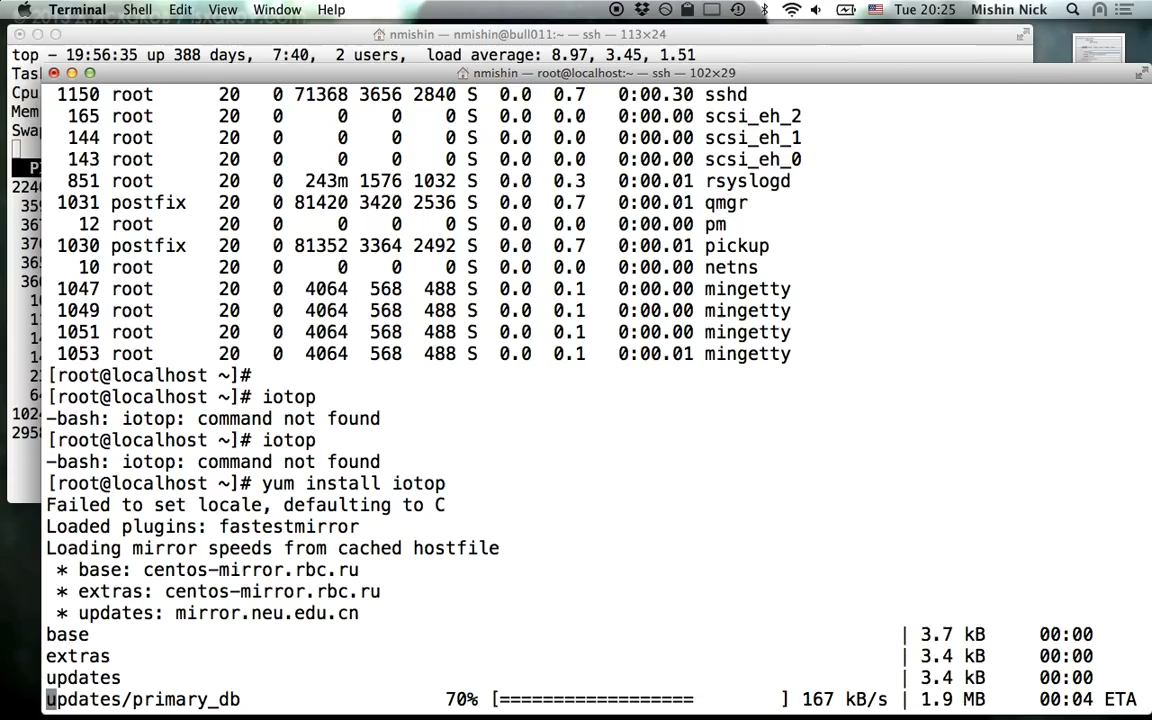 Terminal Shell Edit View Window Help Tue 20:25 Mishin Nick
nmishin — nmishin@bull011:~ — ssh — 113×24
top - 19:56:35 up 388 days, 7:40, 2 users, load average: 8.97, 3.45, 1.51
nmishin — root@localhost:~ — ssh — 102×29
1150 root 20 0 71368 3656 2840 S 0.0 0.7 0:00.30 sshd
165 root 20 0 0 0 0 S 0.0 0.0 0:00.00 scsi_eh_2
144 root 20 0 0 0 0 S 0.0 0.0 0:00.00 scsi_eh_1
143 root 20 0 0 0 0 S 0.0 0.0 0:00.00 scsi_eh_0
851 root 20 0 243m 1576 1032 S 0.0 0.3 0:00.01 rsyslogd
1031 postfix 20 0 81420 3420 2536 S 0.0 0.7 0:00.01 qmgr
12 root 20 0 0 0 0 S 0.0 0.0 0:00.00 pm
1030 postfix 20 0 81352 3364 2492 S 0.0 0.7 0:00.01 pickup
10 root 20 0 0 0 0 S 0.0 0.0 0:00.00 netns
1047 root 20 0 4064 568 488 S 0.0 0.1 0:00.00 mingetty
1049 root 20 0 4064 568 488 S 0.0 0.1 0:00.00 mingetty
1051 root 20 0 4064 568 488 S 0.0 0.1 0:00.00 mingetty
1053 root 20 0 4064 568 488 S 0.0 0.1 0:00.01 mingetty
[root@localhost ~]#
[root@localhost ~]# iotop
-bash: iotop: command not found
[root@localhost ~]# iotop
-bash: iotop: command not found
[root@localhost ~]# yum install iotop
Failed to set locale, defaulting to C
Loaded plugins: fastestmirror
Loading mirror speeds from cached hostfile
* base: centos-mirror.rbc.ru
* extras: centos-mirror.rbc.ru
* updates: mirror.neu.edu.cn
base | 3.7 kB 00:00
extras | 3.4 kB 00:00
updates | 3.4 kB 00:00
updates/primary_db 70% [================== ] 167 kB/s | 1.9 MB 00:04 ETA